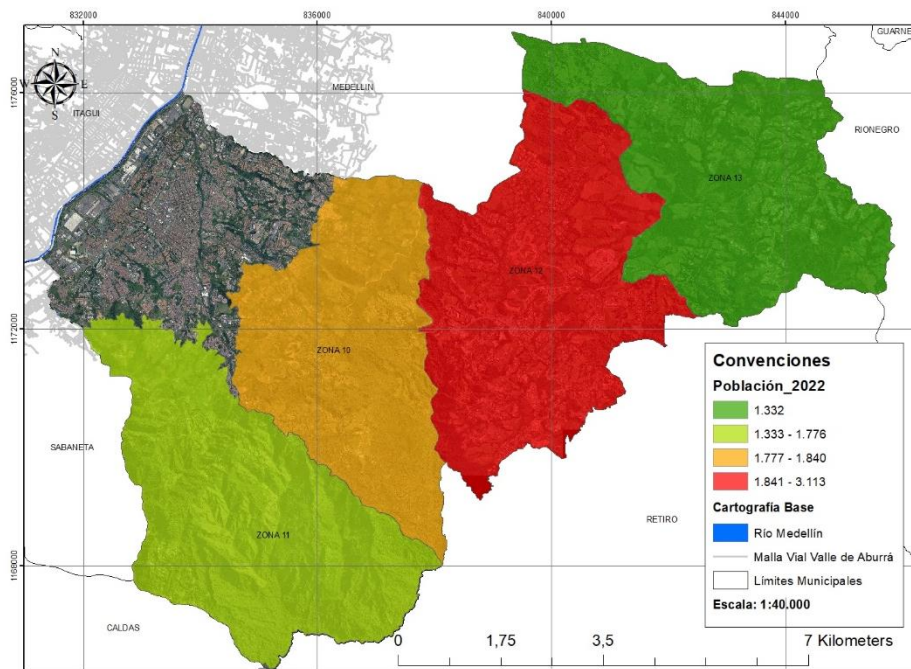 832000
836000
840000
844000
GUARNE
N
W
E
S
MEDELLIN
1176000
ITAGUI
RIONEGRO
ZONA 13
ZONA 12
1172000
ZONA 10
SABANETA
RETIRO
ZONA 11
1168000
CALDAS
Convenciones
Población_2022
1.332
1.333 - 1.776
1.777 - 1.840
1.841 - 3.113
Cartografía Base
Río Medellín
Malla Vial Valle de Aburrá
Límites Municipales
Escala: 1:40.000
0
1,75
3,5
7 Kilometers